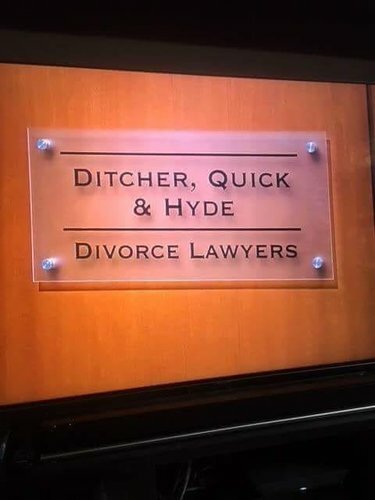 DITCHER, QUICK
& HYDE
DIVORCE LAWYERS